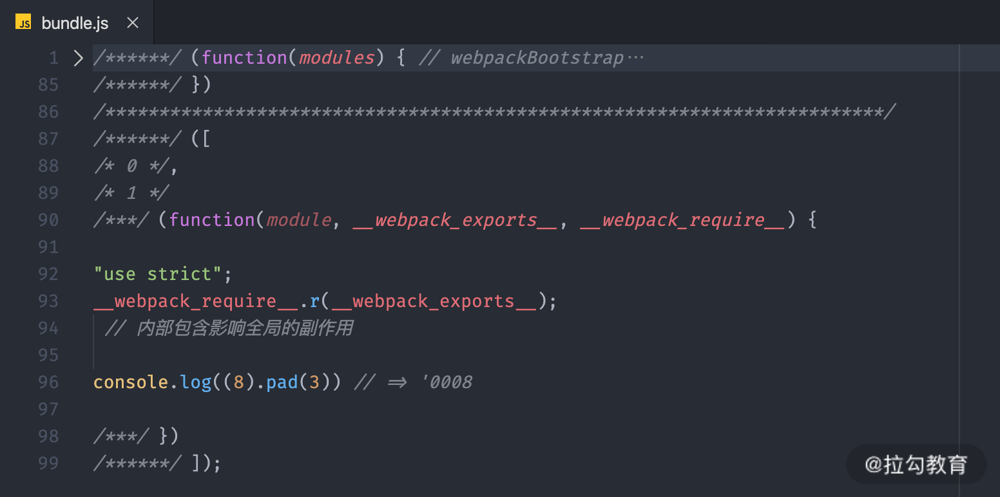 JS bundle.js ×
1 > /******/ (function(modules) { // webpackBootstrap…
85 /******/ })
86 /************************************************************************/
87 /******/ ([
88 /* 0 */,
89 /* 1 */
90 /***/ (function(module, __webpack_exports__, __webpack_require__) {
91
92 "use strict";
93 __webpack_require__.r(__webpack_exports__);
94 // 内部包含影响全局的副作用
95
96 console.log((8).pad(3)) // => '0008
97
98 /***/ })
99 /******/ ]);
@拉勾教育